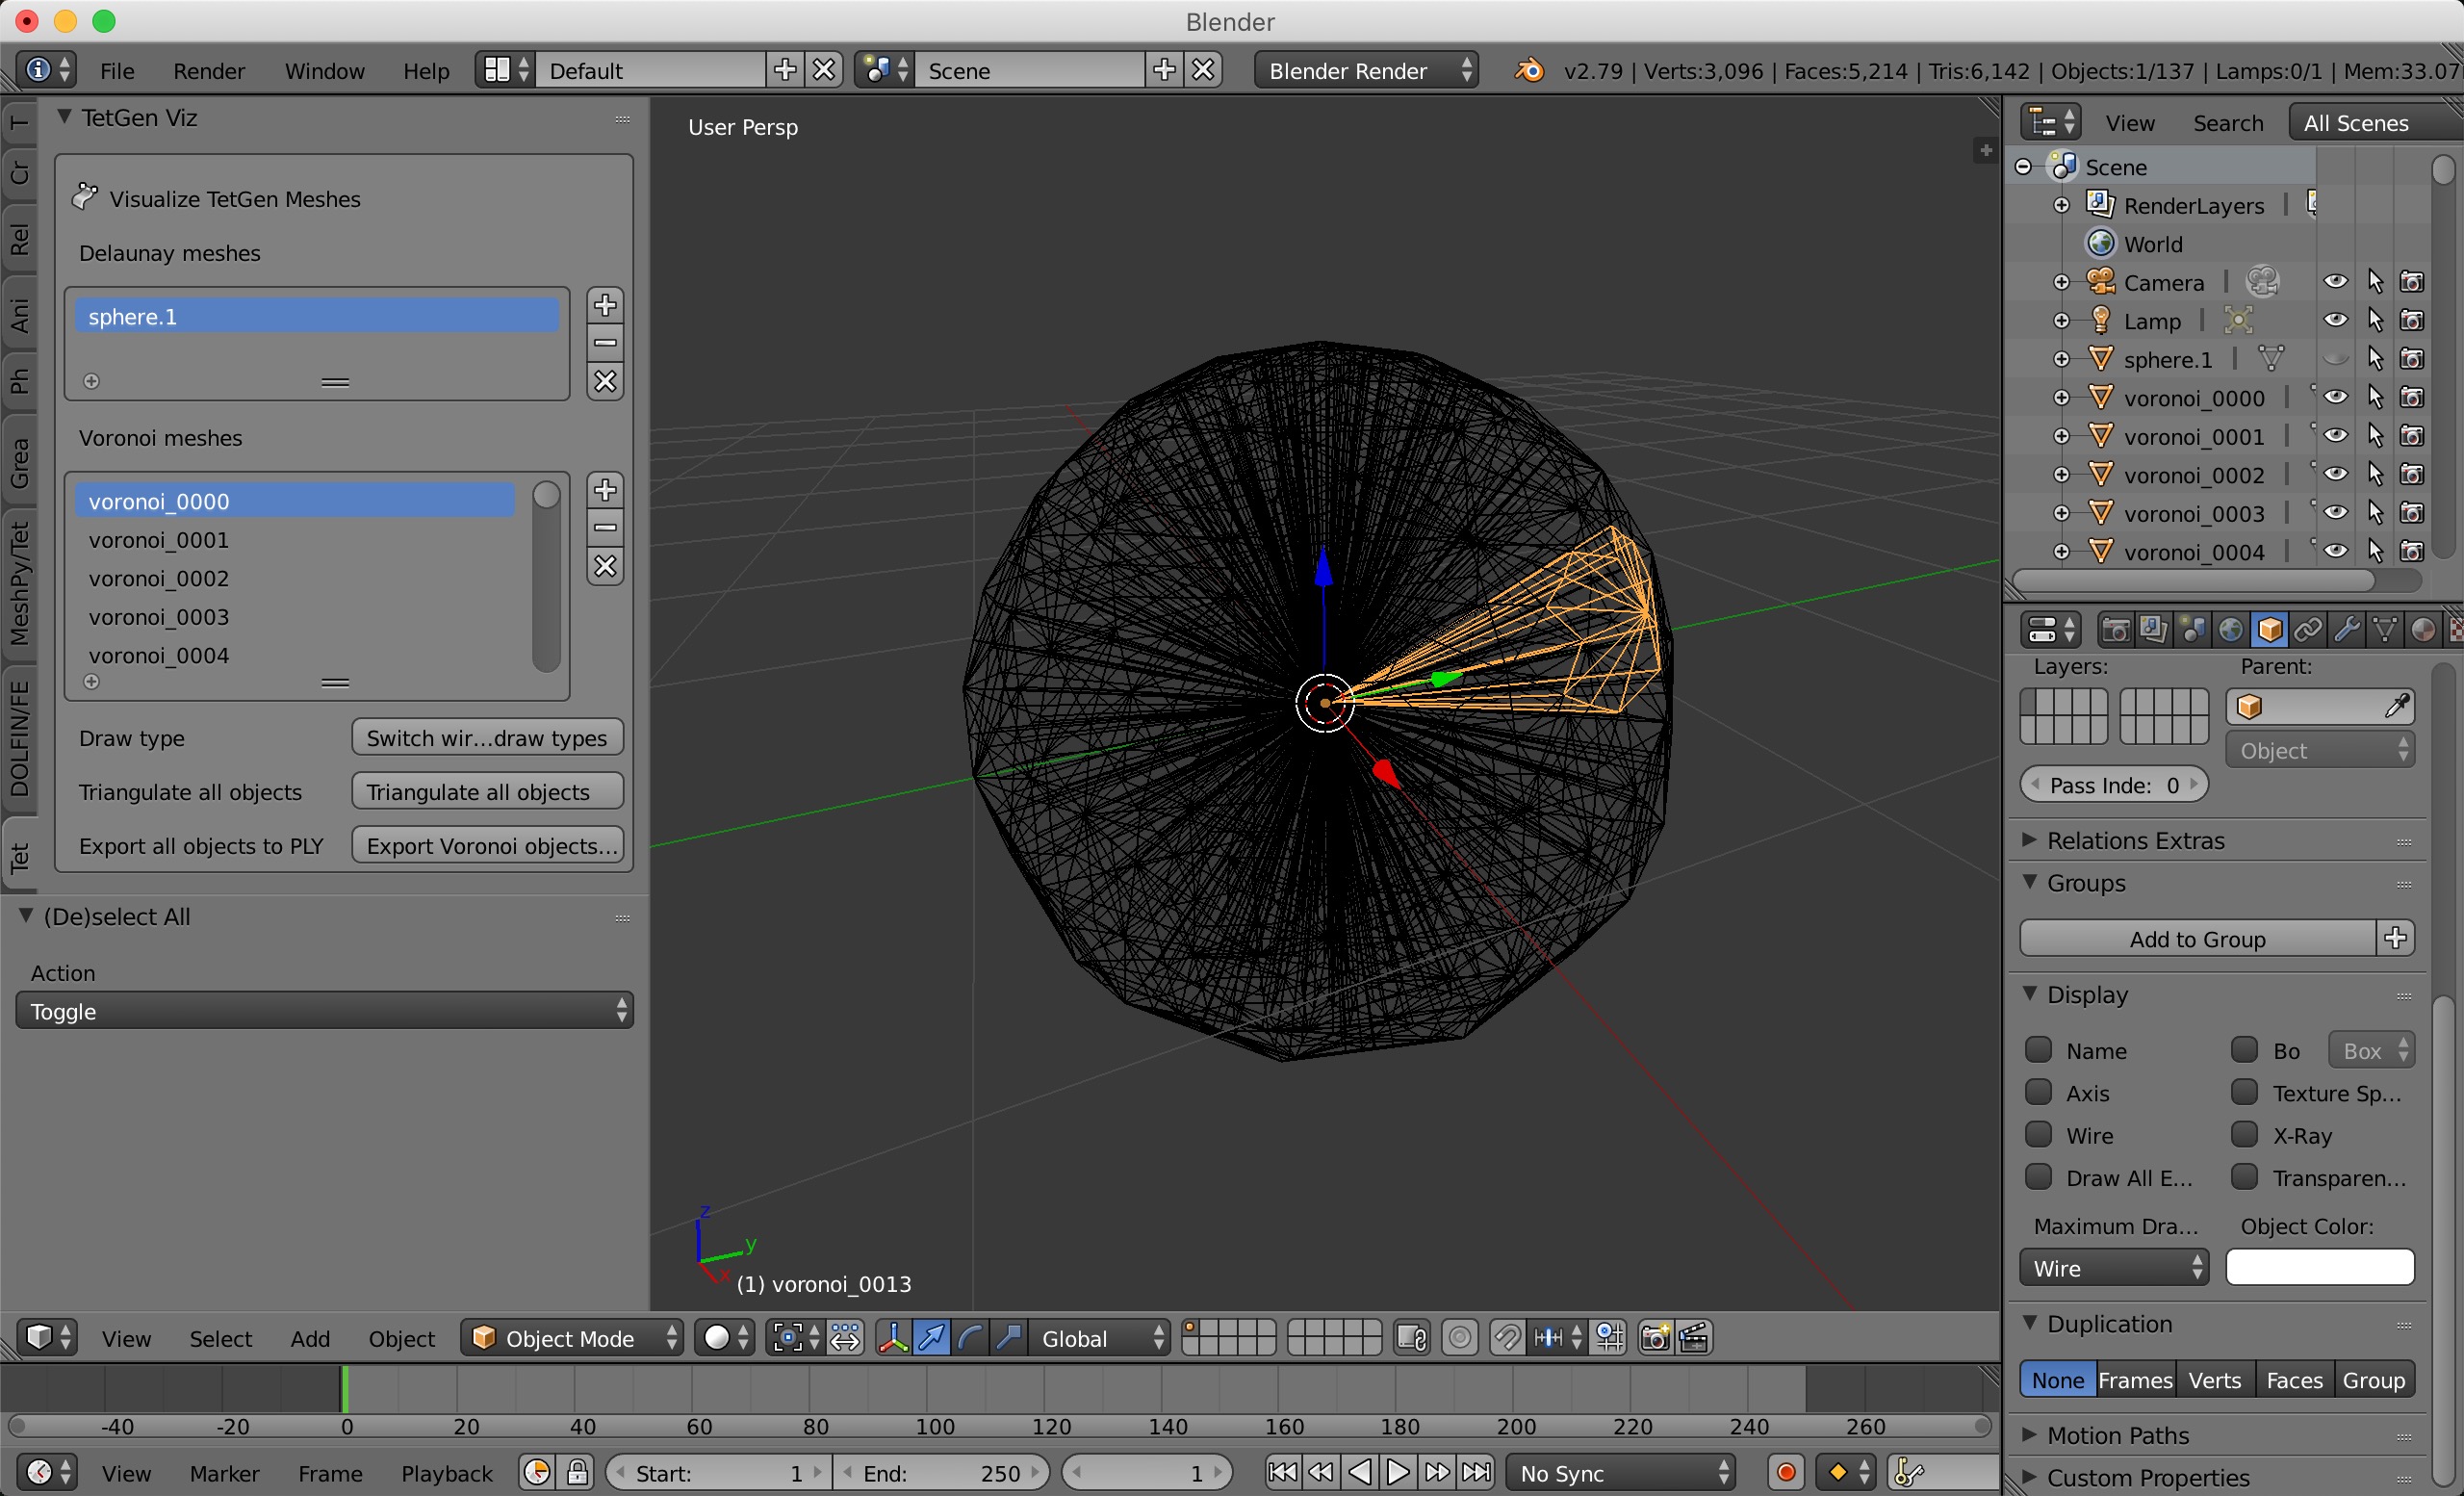 Blender
File Render Window Help Default Scene Blender Render v2.79 | Verts:3,096 | Faces:5,214 | Tris:6,142 | Objects:1/137 | Lamps:0/1 | Mem:33.07
T
Cr
Rel
Ani
Ph
Grea
MeshPy/Tet
DOLFIN/FE
Tet
TetGen Viz
Visualize TetGen Meshes
Delaunay meshes
sphere.1
Voronoi meshes
voronoi_0000
voronoi_0001
voronoi_0002
voronoi_0003
voronoi_0004
Draw type Switch wir...draw types
Triangulate all objects Triangulate all objects
Export all objects to PLY Export Voronoi objects...
(De)select All
Action
Toggle
User Persp
z
y
x
(1) voronoi_0013
View Select Add Object Object Mode Global
-40 -20 0 20 40 60 80 100 120 140 160 180 200 220 240 260
View Marker Frame Playback Start: 1 End: 250 1 No Sync
View Search All Scenes
Scene
RenderLayers
World
Camera
Lamp
sphere.1
voronoi_0000
voronoi_0001
voronoi_0002
voronoi_0003
voronoi_0004
Layers: Parent:
Object
Pass Inde: 0
Relations Extras
Groups
Add to Group
Display
Name Bo Box
Axis Texture Sp...
Wire X-Ray
Draw All E... Transparen...
Maximum Dra... Object Color:
Wire
Duplication
None Frames Verts Faces Group
Motion Paths
Custom Properties